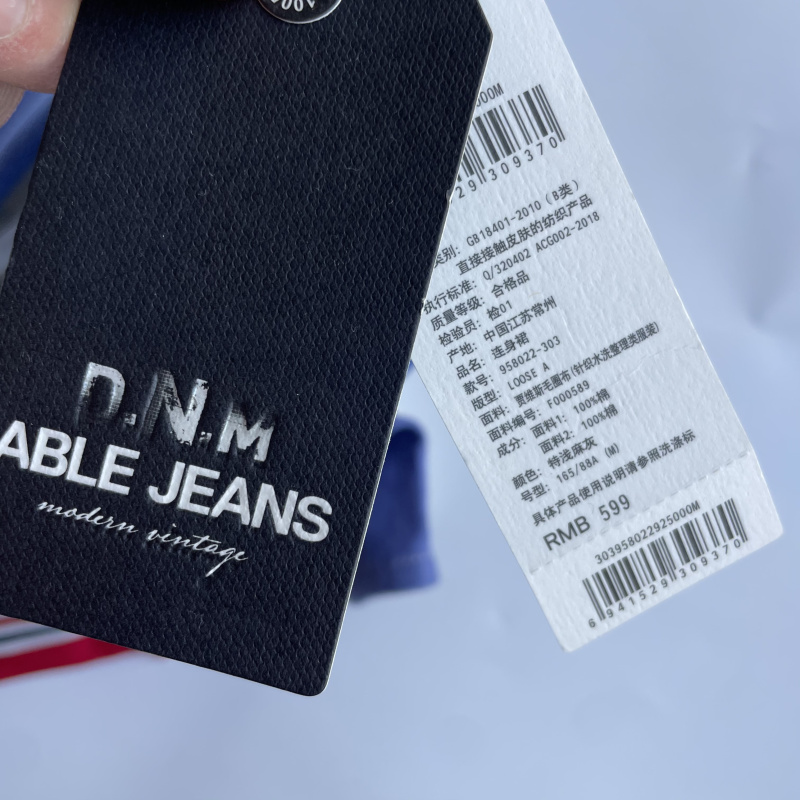 D.N.M
ABLE JEANS
modern vintage
000M
29309370
类别: GB18401-2010 (B类)
直接接触皮肤的纺织产品
执行标准: Q/320402 ACG002-2018
质量等级: 合格品
检验员: 检01
产地: 中国江苏常州
品名: 连身裙
款号: 958022-303
版型: LOOSE A
面料: 贾维斯毛圈布(针织水洗整理类服装)
面料编号: F000589
成分: 面料1: 100%棉
面料2: 100%棉
颜色: 特浅麻灰
号型: 165/88A (M)
具体产品使用说明请参照洗涤标
RMB 599
303958022925000M
6941529309370